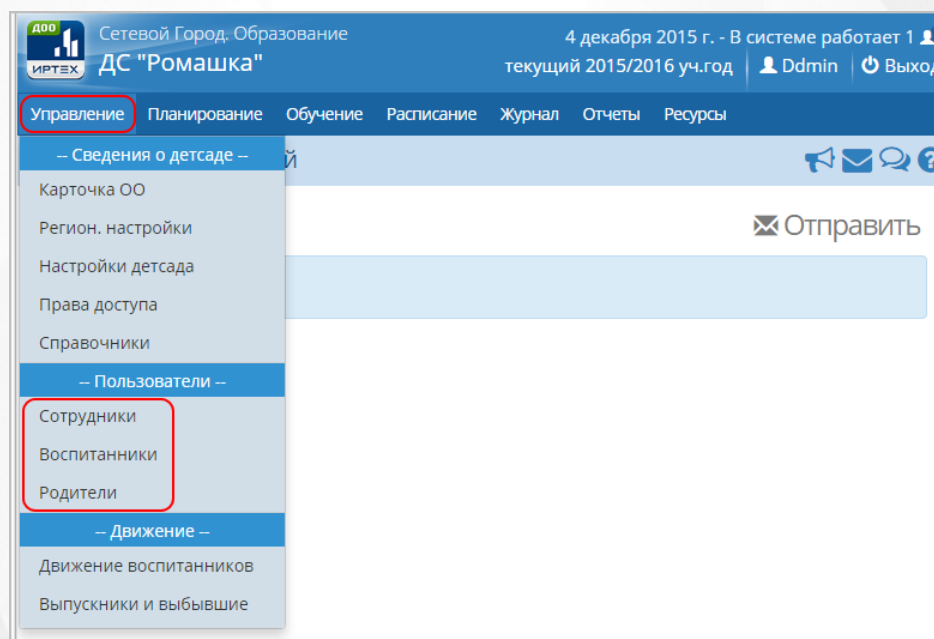 ДОО
ИРТЕХ
Сетевой Город. Образование
ДС "Ромашка"
4 декабря 2015 г. - В системе работает 1
текущий 2015/2016 уч.год Ddmin Выход
Управление Планирование Обучение Расписание Журнал Отчеты Ресурсы
-- Сведения о детсаде --
й
Карточка ОО
Регион. настройки
Отправить
Настройки детсада
Права доступа
Справочники
-- Пользователи --
Сотрудники
Воспитанники
Родители
-- Движение --
Движение воспитанников
Выпускники и выбывшие